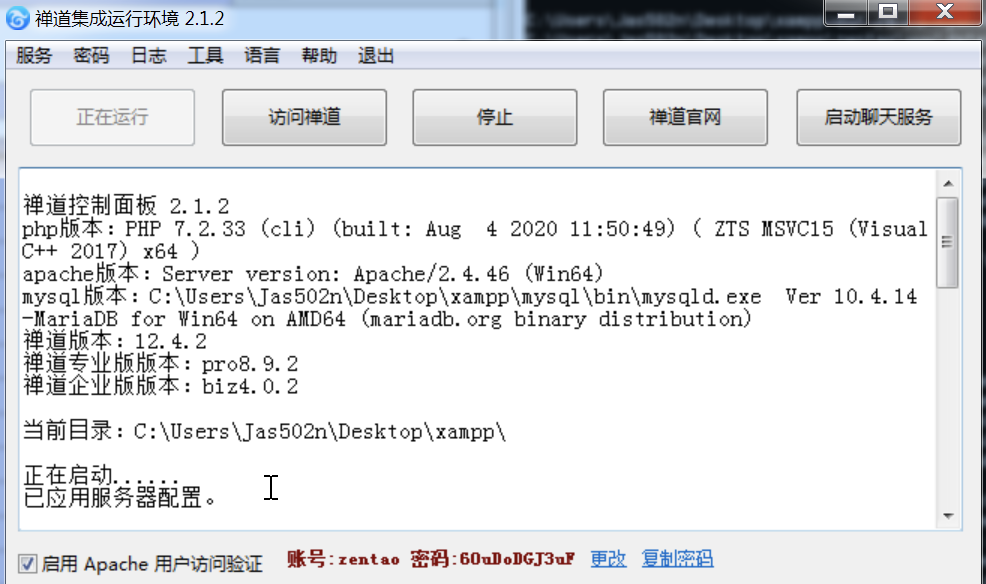 禅道集成运行环境 2.1.2
服务 密码 日志 工具 语言 帮助 退出
正在运行 访问禅道 停止 禅道官网 启动聊天服务
禅道控制面板 2.1.2
php版本：PHP 7.2.33 (cli) (built: Aug  4 2020 11:50:49) ( ZTS MSVC15 (Visual
C++ 2017) x64 )
apache版本：Server version: Apache/2.4.46 (Win64)
mysql版本：C:\Users\Jas502n\Desktop\xampp\mysql\bin\mysqld.exe  Ver 10.4.14
-MariaDB for Win64 on AMD64 (mariadb.org binary distribution)
禅道版本：12.4.2
禅道专业版版本：pro8.9.2
禅道企业版版本：biz4.0.2
当前目录：C:\Users\Jas502n\Desktop\xampp\
正在启动......
已应用服务器配置。
启用 Apache 用户访问验证 账号:zentao 密码:6OuDoDGJ3uF 更改 复制密码